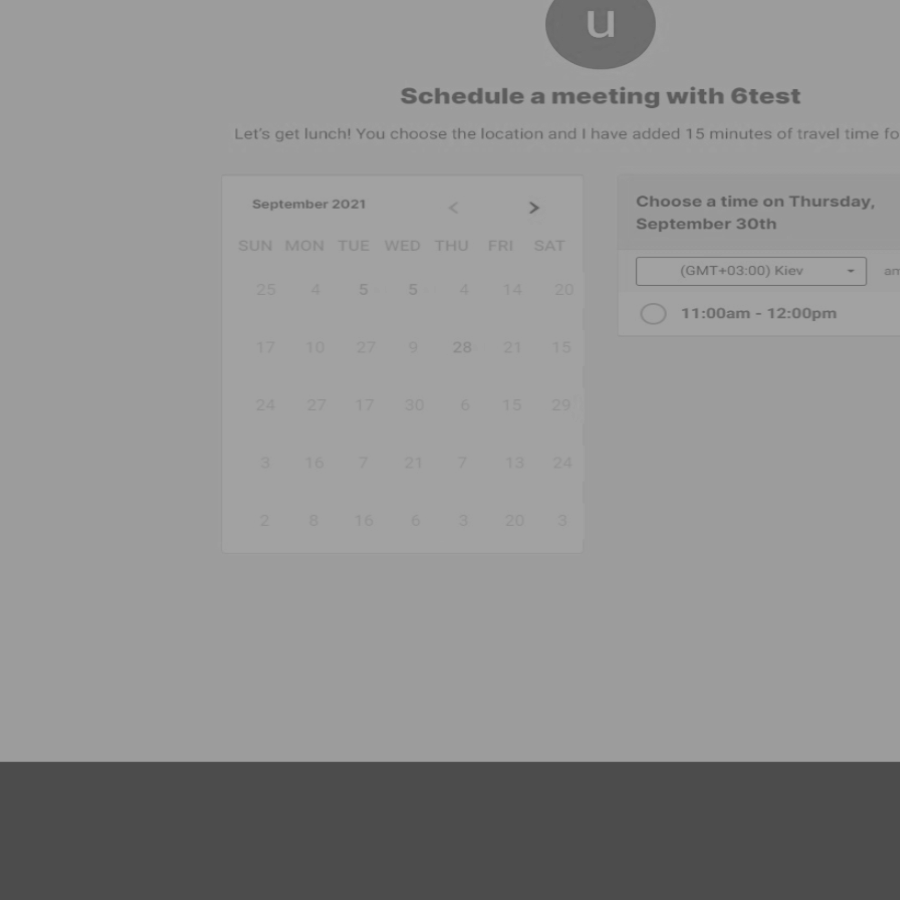 u
Schedule a meeting with 6test
Let's get lunch! You choose the location and I have added 15 minutes of travel time fo
September 2021 < >
SUN MON TUE WED THU FRI SAT
25 4 5 5 4 14 20
17 10 27 9 28 21 15
24 27 17 30 6 15 29
3 16 7 21 7 13 24
2 8 16 6 3 20 3
Choose a time on Thursday,
September 30th
(GMT+03:00) Kiev am
11:00am - 12:00pm